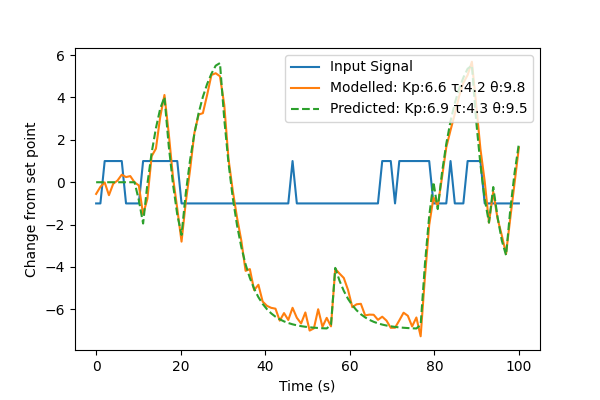 6
4
2
0
−2
−4
−6
Change from set point
Input Signal
Modelled: Kp:6.6 τ:4.2 θ:9.8
Predicted: Kp:6.9 τ:4.3 θ:9.5
0 20 40 60 80 100
Time (s)